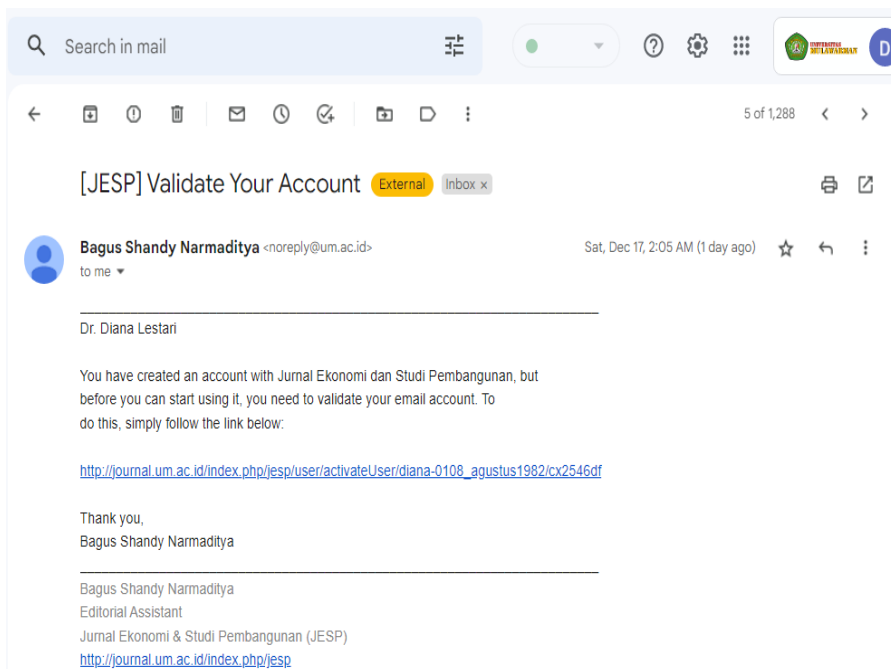 Search in mail
UNIVERSITAS
MULAWARMAN
D
5 of 1,288
[JESP] Validate Your Account External Inbox ×
Bagus Shandy Narmaditya <noreply@um.ac.id> Sat, Dec 17, 2:05 AM (1 day ago)
to me
Dr. Diana Lestari
You have created an account with Jurnal Ekonomi dan Studi Pembangunan, but
before you can start using it, you need to validate your email account. To
do this, simply follow the link below:
http://journal.um.ac.id/index.php/jesp/user/activateUser/diana-0108_agustus1982/cx2546df
Thank you,
Bagus Shandy Narmaditya
Bagus Shandy Narmaditya
Editorial Assistant
Jurnal Ekonomi & Studi Pembangunan (JESP)
http://journal.um.ac.id/index.php/jesp